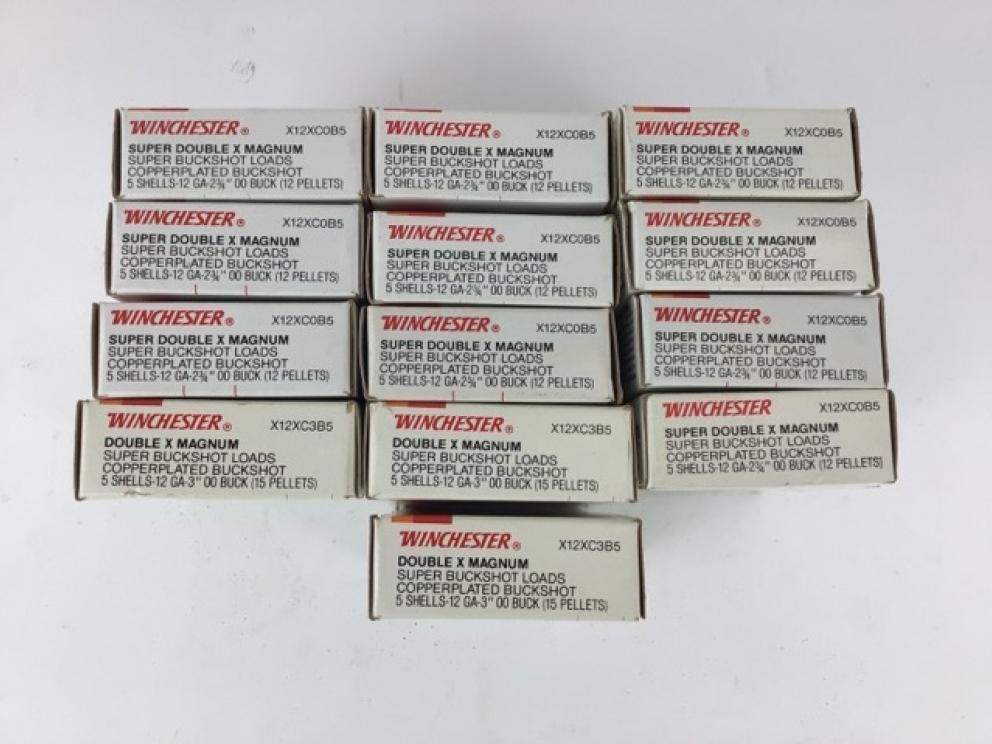 WINCHESTER® X12XC0B5
SUPER DOUBLE X MAGNUM
SUPER BUCKSHOT LOADS
COPPERPLATED BUCKSHOT
5 SHELLS-12 GA-2¾" 00 BUCK (12 PELLETS)
WINCHESTER® X12XC0B5
SUPER DOUBLE X MAGNUM
SUPER BUCKSHOT LOADS
COPPERPLATED BUCKSHOT
5 SHELLS-12 GA-2¾" 00 BUCK (12 PELLETS)
WINCHESTER® X12XC0B5
SUPER DOUBLE X MAGNUM
SUPER BUCKSHOT LOADS
COPPERPLATED BUCKSHOT
5 SHELLS-12 GA-2¾" 00 BUCK (12 PELLETS)
WINCHESTER® X12XC0B5
SUPER DOUBLE X MAGNUM
SUPER BUCKSHOT LOADS
COPPERPLATED BUCKSHOT
5 SHELLS-12 GA-2¾" 00 BUCK (12 PELLETS)
WINCHESTER® X12XC0B5
SUPER DOUBLE X MAGNUM
SUPER BUCKSHOT LOADS
COPPERPLATED BUCKSHOT
5 SHELLS-12 GA-2¾" 00 BUCK (12 PELLETS)
WINCHESTER® X12XC0B5
SUPER DOUBLE X MAGNUM
SUPER BUCKSHOT LOADS
COPPERPLATED BUCKSHOT
5 SHELLS-12 GA-2¾" 00 BUCK (12 PELLETS)
WINCHESTER® X12XC0B5
SUPER DOUBLE X MAGNUM
SUPER BUCKSHOT LOADS
COPPERPLATED BUCKSHOT
5 SHELLS-12 GA-2¾" 00 BUCK (12 PELLETS)
WINCHESTER® X12XC0B5
SUPER DOUBLE X MAGNUM
SUPER BUCKSHOT LOADS
COPPERPLATED BUCKSHOT
5 SHELLS-12 GA-2¾" 00 BUCK (12 PELLETS)
WINCHESTER® X12XC0B5
SUPER DOUBLE X MAGNUM
SUPER BUCKSHOT LOADS
COPPERPLATED BUCKSHOT
5 SHELLS-12 GA-2¾" 00 BUCK (12 PELLETS)
WINCHESTER® X12XC3B5
DOUBLE X MAGNUM
SUPER BUCKSHOT LOADS
COPPERPLATED BUCKSHOT
5 SHELLS-12 GA-3" 00 BUCK (15 PELLETS)
WINCHESTER® X12XC3B5
DOUBLE X MAGNUM
SUPER BUCKSHOT LOADS
COPPERPLATED BUCKSHOT
5 SHELLS-12 GA-3" 00 BUCK (15 PELLETS)
WINCHESTER X12XC0B5
SUPER DOUBLE X MAGNUM
SUPER BUCKSHOT LOADS
COPPERPLATED BUCKSHOT
5 SHELLS-12 GA-2¾" 00 BUCK (12 PELLETS)
WINCHESTER® X12XC3B5
DOUBLE X MAGNUM
SUPER BUCKSHOT LOADS
COPPERPLATED BUCKSHOT
5 SHELLS-12 GA-3" 00 BUCK (15 PELLETS)